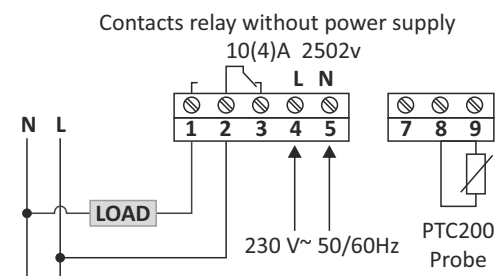 Contacts relay without power supply
10(4)A 2502v
L N
1 2 3 4 5 7 8 9
N L
LOAD
230 V~ 50/60Hz
PTC200
Probe